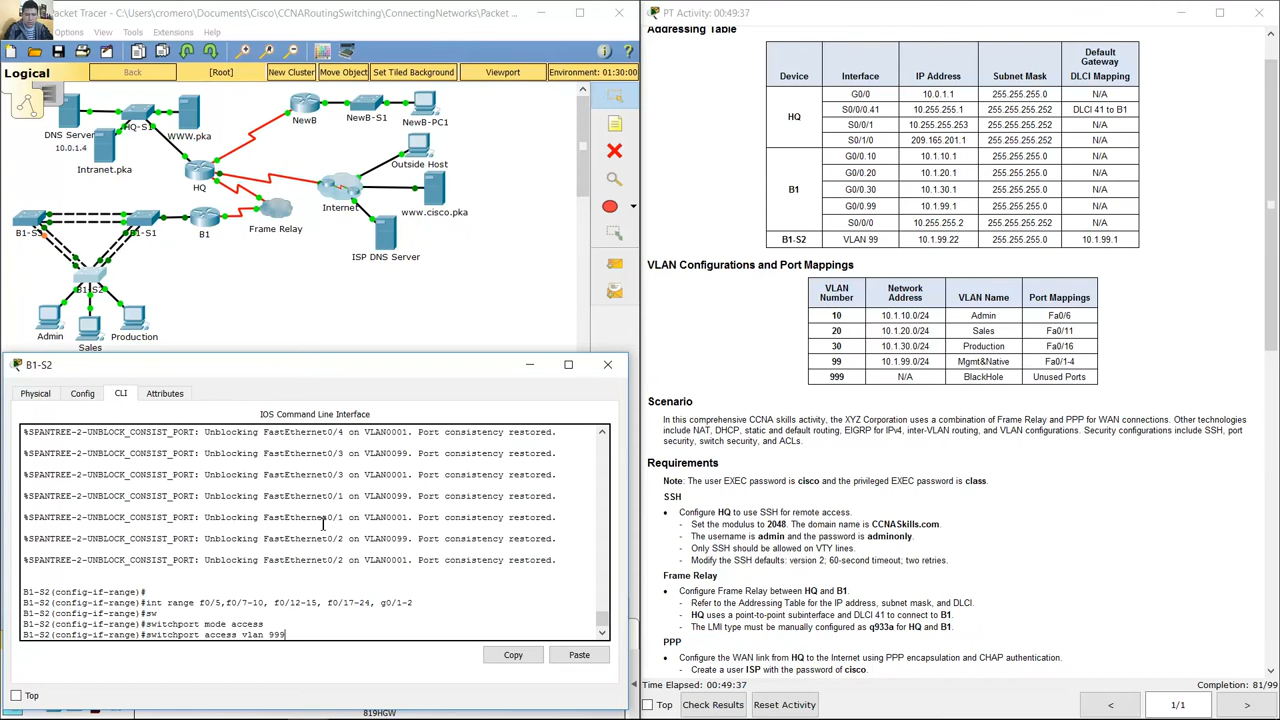 Packet Tracer - C:\Users\cromero\Documents\Cisco\CCNARoutingSwitching\ConnectingNetworks\Packet ...
Options View Tools Extensions Help
Logical Back [Root] New Cluster Move Object Set Tiled Background Viewport Environment: 01:30:00
DNS Server
10.0.1.4
HQ-S1
WWW.pka
Intranet.pka
NewB
NewB-S1
NewB-PC1
HQ
Outside Host
Internet
www.cisco.pka
Frame Relay
ISP DNS Server
B1-S3
B1-S1
B1
B1-S2
Admin
Sales
Production
B1-S2
Physical Config CLI Attributes
IOS Command Line Interface
%SPANTREE-2-UNBLOCK_CONSIST_PORT: Unblocking FastEthernet0/4 on VLAN0001. Port consistency restored.
%SPANTREE-2-UNBLOCK_CONSIST_PORT: Unblocking FastEthernet0/3 on VLAN0099. Port consistency restored.
%SPANTREE-2-UNBLOCK_CONSIST_PORT: Unblocking FastEthernet0/3 on VLAN0001. Port consistency restored.
%SPANTREE-2-UNBLOCK_CONSIST_PORT: Unblocking FastEthernet0/1 on VLAN0099. Port consistency restored.
%SPANTREE-2-UNBLOCK_CONSIST_PORT: Unblocking FastEthernet0/1 on VLAN0001. Port consistency restored.
%SPANTREE-2-UNBLOCK_CONSIST_PORT: Unblocking FastEthernet0/2 on VLAN0099. Port consistency restored.
%SPANTREE-2-UNBLOCK_CONSIST_PORT: Unblocking FastEthernet0/2 on VLAN0001. Port consistency restored.
B1-S2(config-if-range)#
B1-S2(config-if-range)#int range f0/5,f0/7-10, f0/12-15, f0/17-24, g0/1-2
B1-S2(config-if-range)#sw
B1-S2(config-if-range)#switchport mode access
B1-S2(config-if-range)#switchport access vlan 999
Copy Paste
Top
819HGW
PT Activity: 00:49:37
Addressing Table
Device Interface IP Address Subnet Mask Default Gateway DLCI Mapping
HQ G0/0 10.0.1.1 255.255.255.0 N/A
S0/0/0.41 10.255.255.1 255.255.255.252 DLCI 41 to B1
S0/0/1 10.255.255.253 255.255.255.252 N/A
S0/1/0 209.165.201.1 255.255.255.252 N/A
B1 G0/0.10 10.1.10.1 255.255.255.0 N/A
G0/0.20 10.1.20.1 255.255.255.0 N/A
G0/0.30 10.1.30.1 255.255.255.0 N/A
G0/0.99 10.1.99.1 255.255.255.0 N/A
S0/0/0 10.255.255.2 255.255.255.252 N/A
B1-S2 VLAN 99 10.1.99.22 255.255.255.0 10.1.99.1
VLAN Configurations and Port Mappings
VLAN Number Network Address VLAN Name Port Mappings
10 10.1.10.0/24 Admin Fa0/6
20 10.1.20.0/24 Sales Fa0/11
30 10.1.30.0/24 Production Fa0/16
99 10.1.99.0/24 Mgmt&Native Fa0/1-4
999 N/A BlackHole Unused Ports
Scenario
In this comprehensive CCNA skills activity, the XYZ Corporation uses a combination of Frame Relay and PPP for WAN connections. Other technologies
include NAT, DHCP, static and default routing, EIGRP for IPv4, inter-VLAN routing, and VLAN configurations. Security configurations include SSH, port
security, switch security, and ACLs.
Requirements
Note: The user EXEC password is cisco and the privileged EXEC password is class.
SSH
• Configure HQ to use SSH for remote access.
- Set the modulus to 2048. The domain name is CCNASkills.com.
- The username is admin and the password is adminonly.
- Only SSH should be allowed on VTY lines.
- Modify the SSH defaults: version 2; 60-second timeout; two retries.
Frame Relay
• Configure Frame Relay between HQ and B1.
- Refer to the Addressing Table for the IP address, subnet mask, and DLCI.
- HQ uses a point-to-point subinterface and DLCI 41 to connect to B1.
- The LMI type must be manually configured as q933a for HQ and B1.
PPP
• Configure the WAN link from HQ to the Internet using PPP encapsulation and CHAP authentication.
- Create a user ISP with the password of cisco.
Time Elapsed: 00:49:37 Completion: 81/99
Top Check Results Reset Activity < 1/1 >